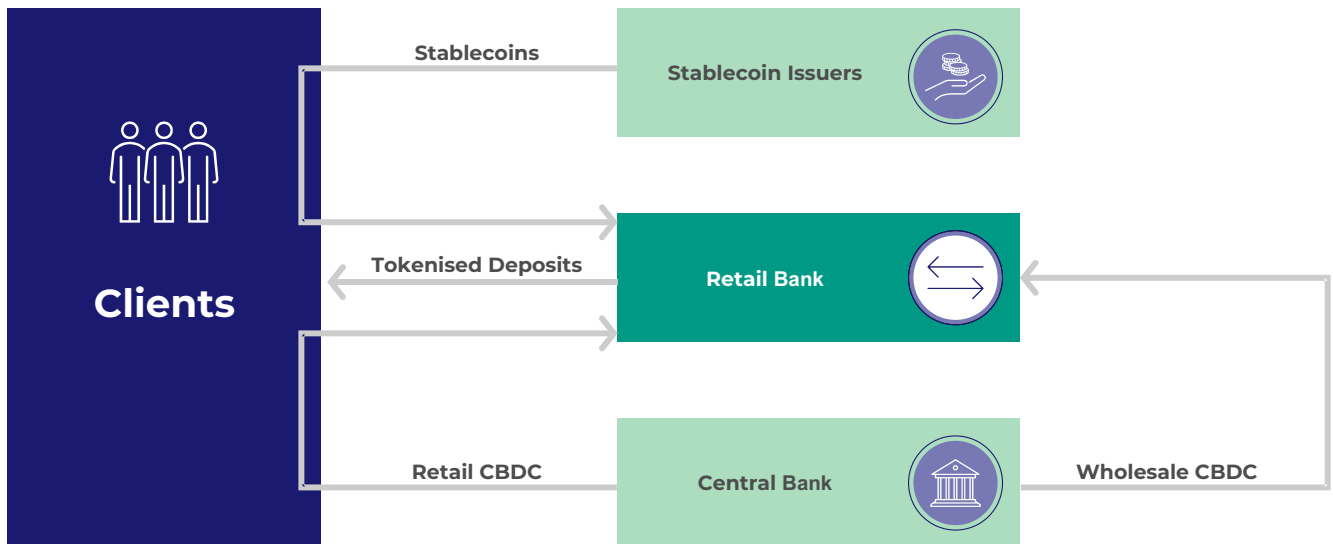 Stablecoins
Stablecoin Issuers
Tokenised Deposits
Retail Bank
Clients
Retail CBDC
Central Bank
Wholesale CBDC